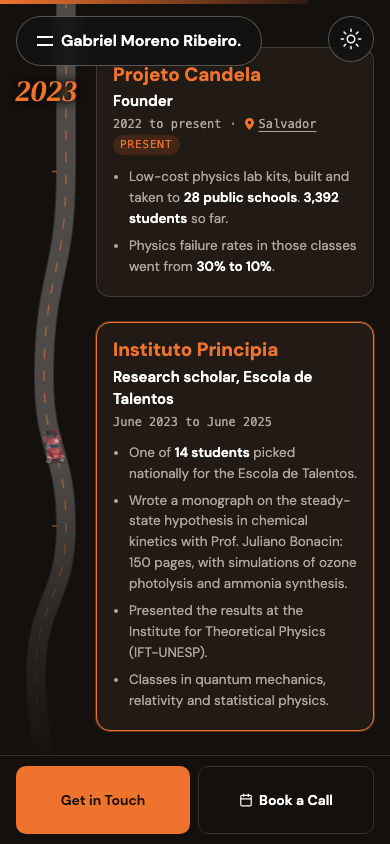 Gabriel Moreno Ribeiro.
2023
Projeto Candela
Founder
2022 to present · Salvador
PRESENT
• Low-cost physics lab kits, built and
taken to 28 public schools. 3,392
students so far.
• Physics failure rates in those classes
went from 30% to 10%.
Instituto Principia
Research scholar, Escola de
Talentos
June 2023 to June 2025
• One of 14 students picked
nationally for the Escola de Talentos.
• Wrote a monograph on the steady-
state hypothesis in chemical
kinetics with Prof. Juliano Bonacin:
150 pages, with simulations of ozone
photolysis and ammonia synthesis.
• Presented the results at the
Institute for Theoretical Physics
(IFT-UNESP).
• Classes in quantum mechanics,
relativity and statistical physics.
Get in Touch
Book a Call